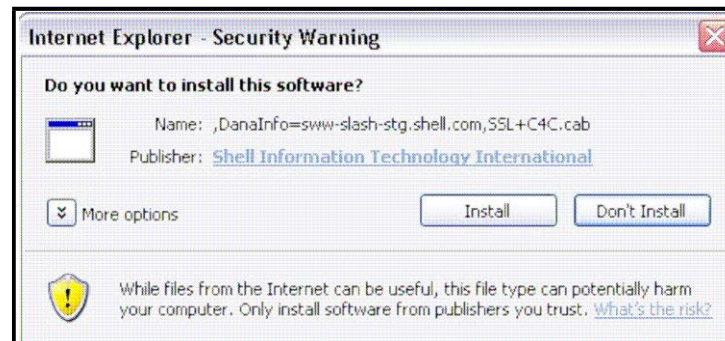 Internet Explorer - Security Warning
Do you want to install this software?
Name: ,DanaInfo=sww-slash-stg.shell.com,SSL+C4C.cab
Publisher: Shell Information Technology International
More options
Install
Don't Install
While files from the Internet can be useful, this file type can potentially harm
your computer. Only install software from publishers you trust. What's the risk?